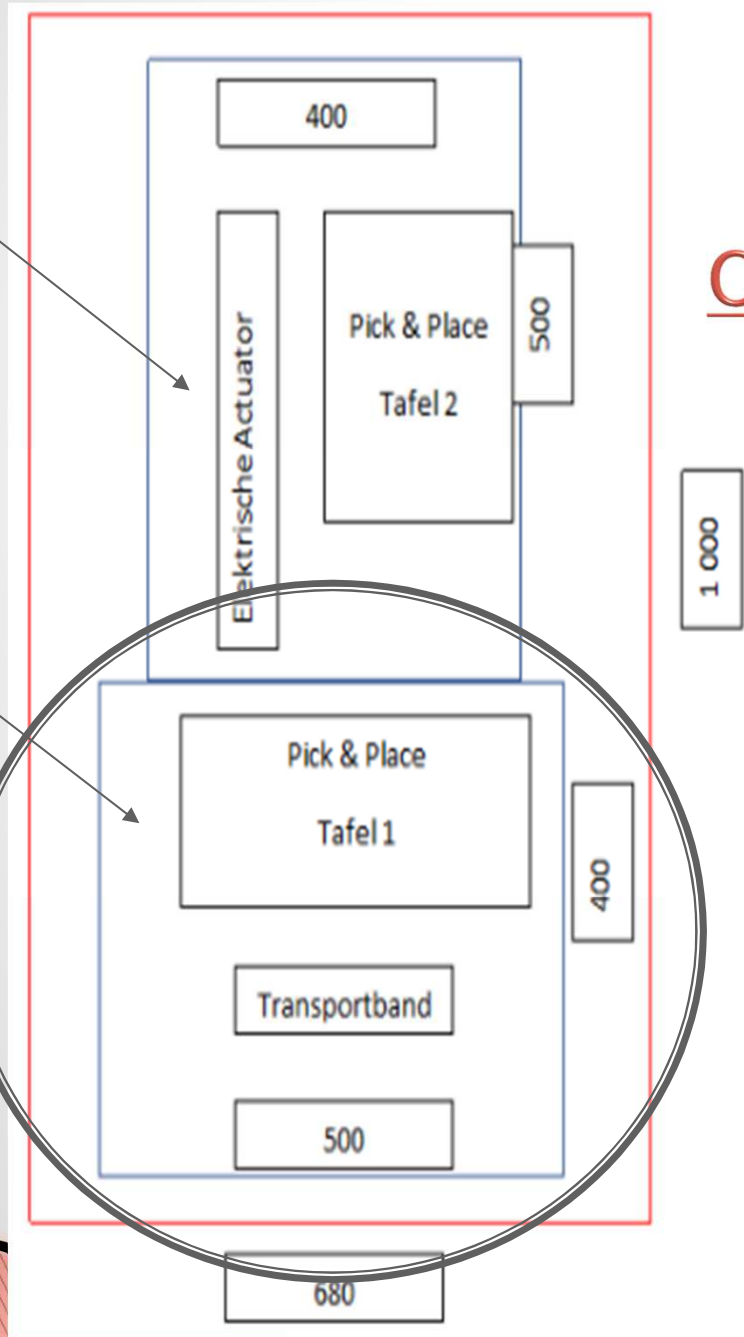 400
Elektrische Actuator
Pick & Place
Tafel 2
500
1 000
Pick & Place
Tafel 1
400
Transportband
500
680